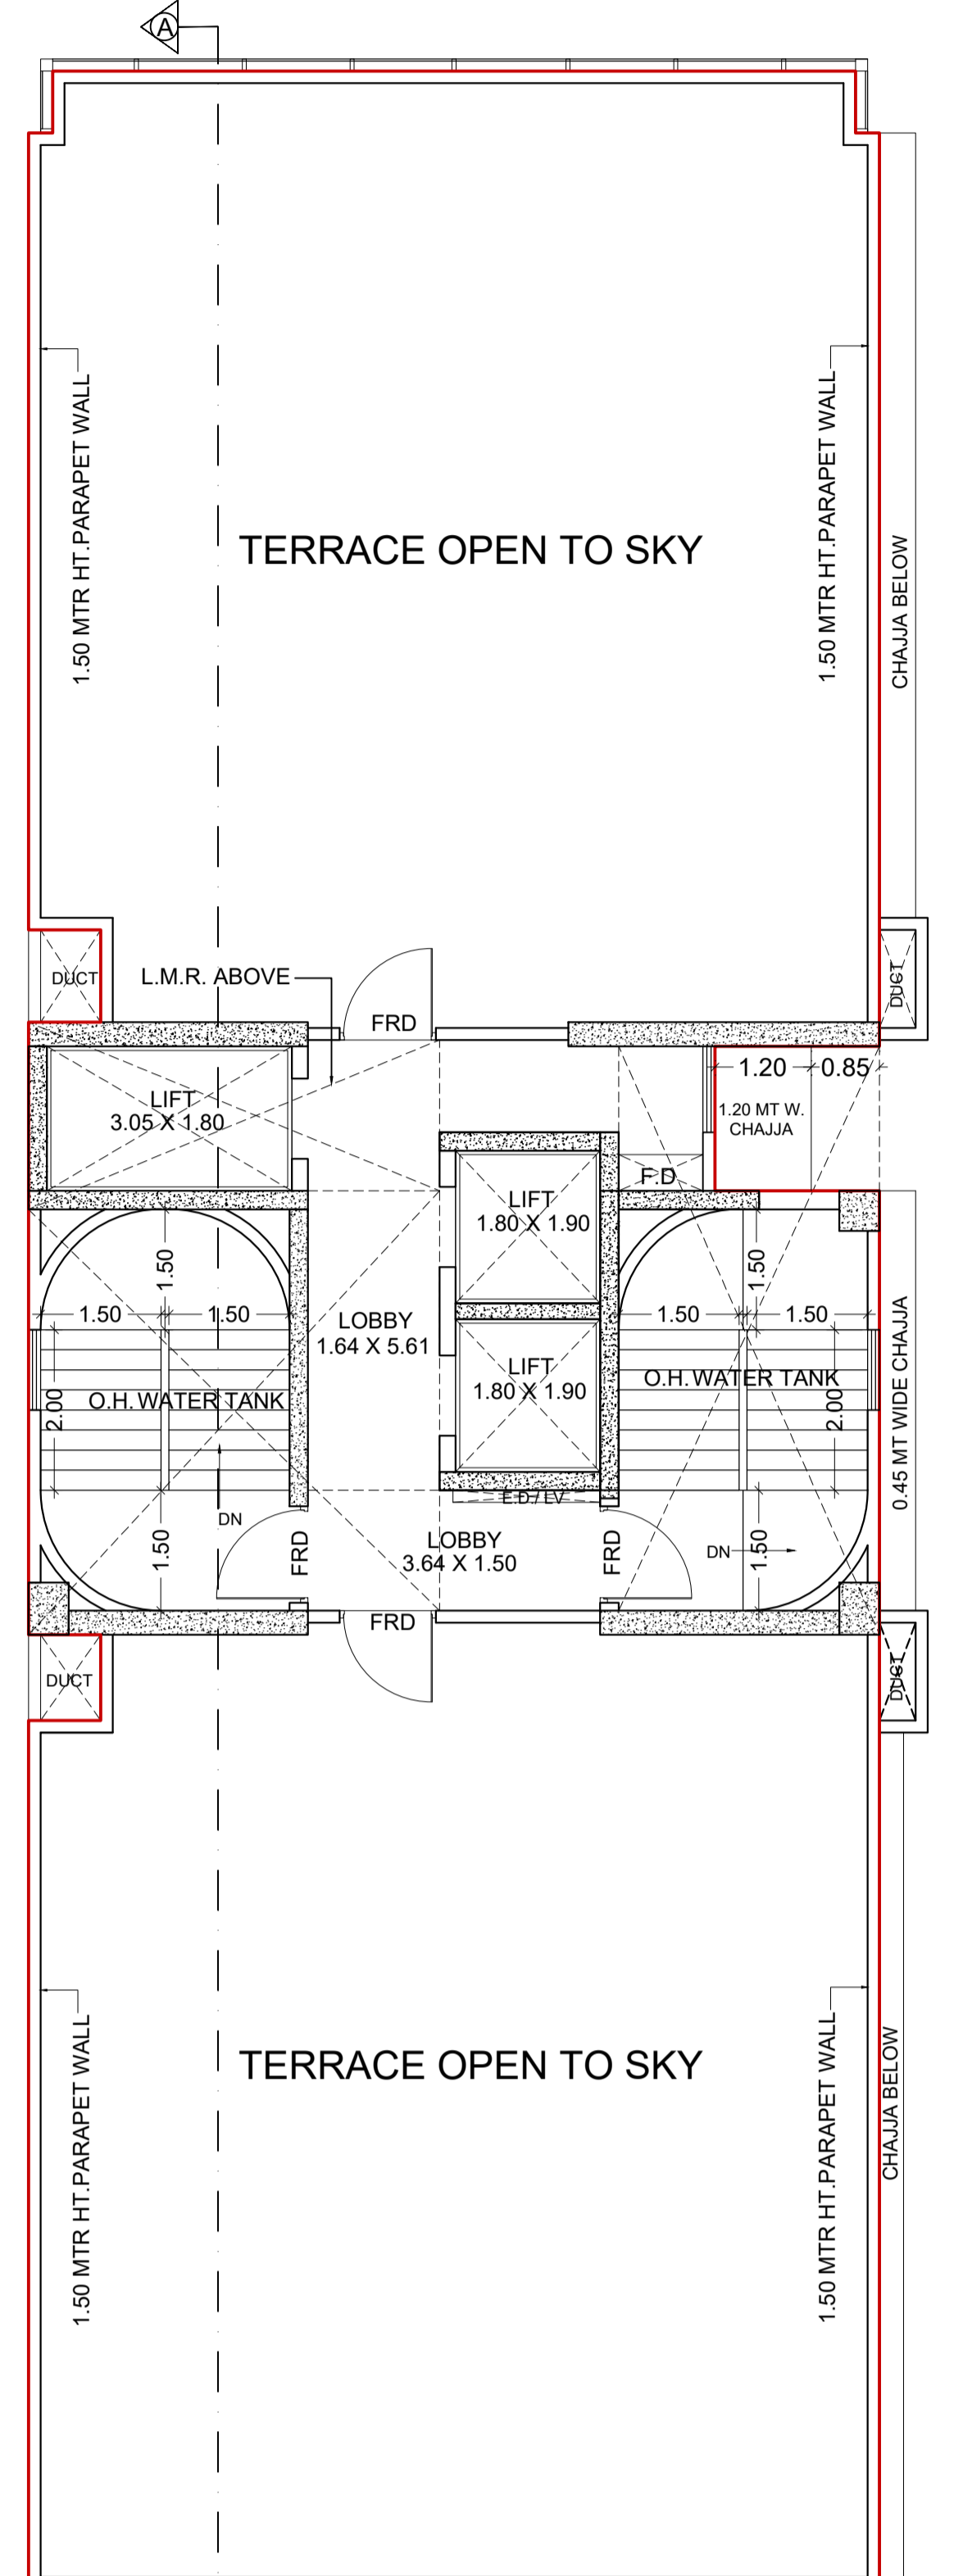 A
1.50 MTR HT.PARAPET WALL
1.50 MTR HT.PARAPET WALL
TERRACE OPEN TO SKY
CHAJJA BELOW
DUCT
L.M.R. ABOVE
DUCT
FRD
LIFT
3.05 X 1.80
1.20
0.85
1.20 MT W.
CHAJJA
F.D
LIFT
1.80 X 1.90
1.50
1.50
1.50
1.50
1.50
1.50
LOBBY
1.64 X 5.61
LIFT
1.80 X 1.90
O.H. WATER TANK
O.H. WATER TANK
2.00
2.00
0.45 MT WIDE CHAJJA
E.D./ LV
DN
1.50
FRD
LOBBY
3.64 X 1.50
FRD
DN
1.50
FRD
DUCT
DUCT
TERRACE OPEN TO SKY
1.50 MTR HT.PARAPET WALL
1.50 MTR HT.PARAPET WALL
CHAJJA BELOW